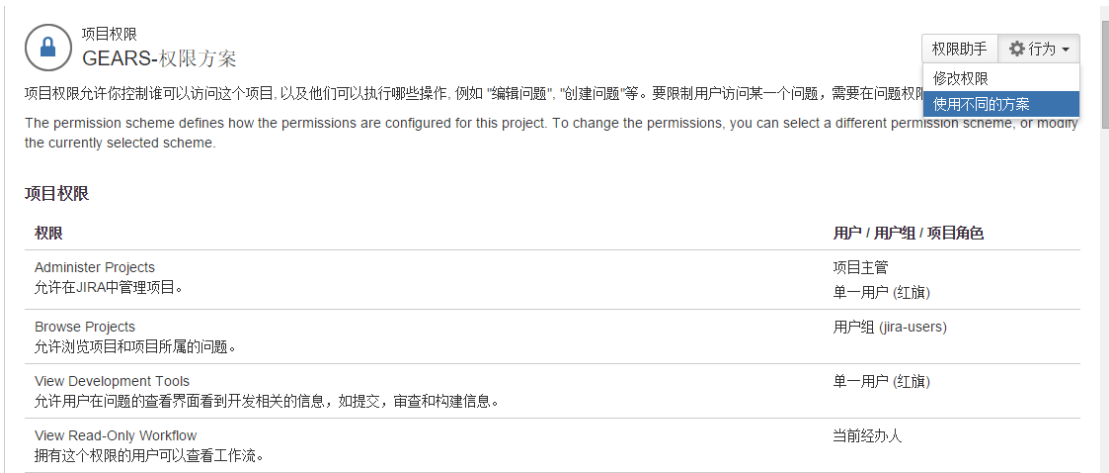 项目权限
GEARS-权限方案
权限助手
行为
修改权限
使用不同的方案
项目权限允许你控制谁可以访问这个项目, 以及他们可以执行哪些操作, 例如 "编辑问题", "创建问题"等。要限制用户访问某一个问题，需要在问题权限
The permission scheme defines how the permissions are configured for this project. To change the permissions, you can select a different permission scheme, or modify
the currently selected scheme.
项目权限
权限 用户 / 用户组 / 项目角色
Administer Projects 项目主管
允许在JIRA中管理项目。 单一用户 (红旗)
Browse Projects 用户组 (jira-users)
允许浏览项目和项目所属的问题。
View Development Tools 单一用户 (红旗)
允许用户在问题的查看界面看到开发相关的信息，如提交，审查和构建信息。
View Read-Only Workflow 当前经办人
拥有这个权限的用户可以查看工作流。